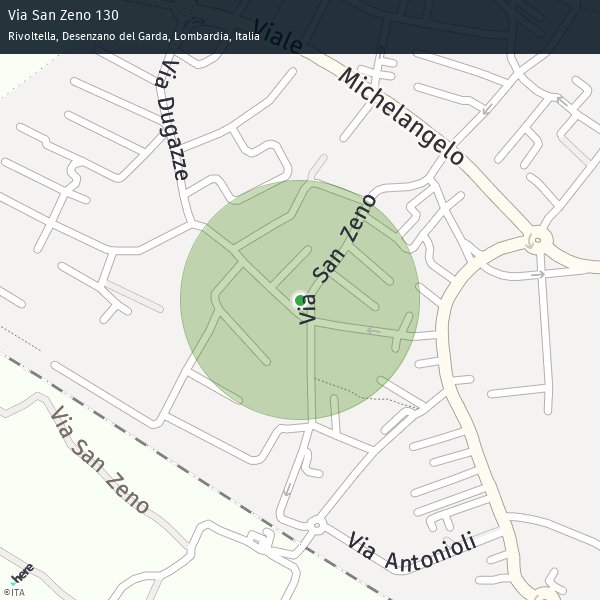 Via San Zeno 130
Rivoltella, Desenzano del Garda, Lombardia, Italia
Viale
Michelangelo
Via Dugazze
Via San Zeno
Via San Zeno
Via Antonioli
here
©ITA